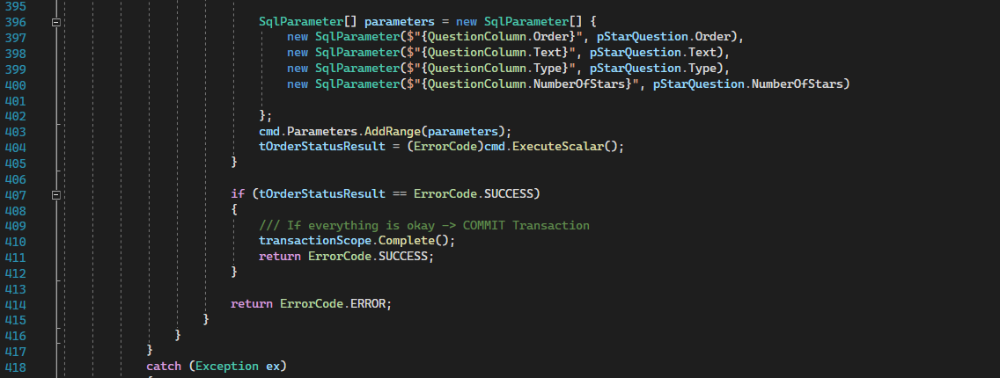 395
396 SqlParameter[] parameters = new SqlParameter[] {
397 new SqlParameter($"{QuestionColumn.Order}", pStarQuestion.Order),
398 new SqlParameter($"{QuestionColumn.Text}", pStarQuestion.Text),
399 new SqlParameter($"{QuestionColumn.Type}", pStarQuestion.Type),
400 new SqlParameter($"{QuestionColumn.NumberOfStars}", pStarQuestion.NumberOfStars)
401
402 };
403 cmd.Parameters.AddRange(parameters);
404 tOrderStatusResult = (ErrorCode)cmd.ExecuteScalar();
405 }
406
407 if (tOrderStatusResult == ErrorCode.SUCCESS)
408 {
409 /// If everything is okay -> COMMIT Transaction
410 transactionScope.Complete();
411 return ErrorCode.SUCCESS;
412 }
413
414 return ErrorCode.ERROR;
415 }
416 }
417 }
418 catch (Exception ex)